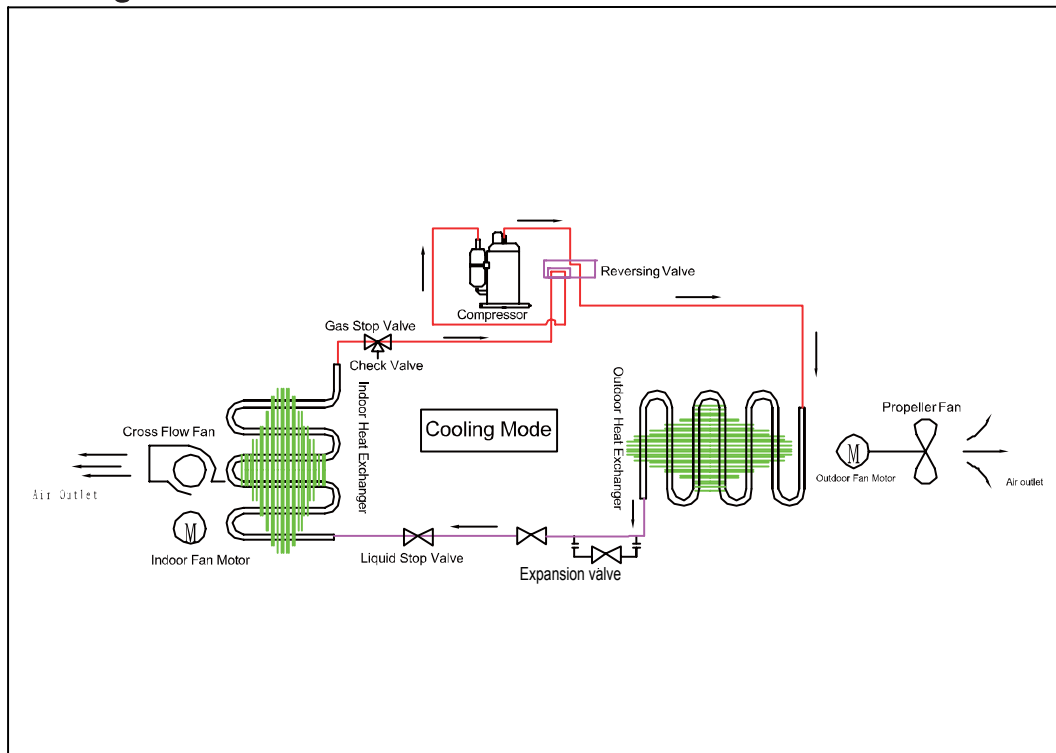 Reversing Valve
Compressor
Gas Stop Valve
Check Valve
Indoor Heat Exchanger
Outdoor Heat Exchanger
Cooling Mode
Propeller Fan
Cross Flow Fan
M
Outdoor Fan Motor
Air outlet
Air Outlet
M
Indoor Fan Motor
Liquid Stop Valve
Expansion valve